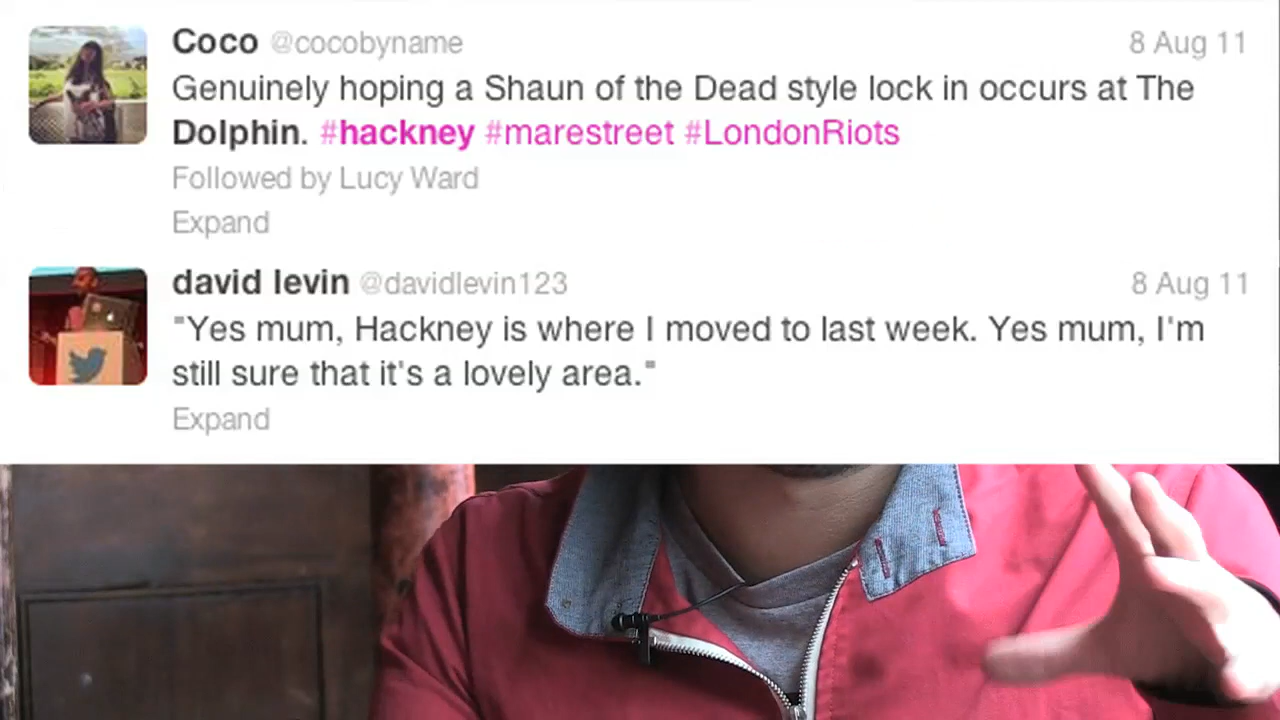 Coco @cocobyname 8 Aug 11
Genuinely hoping a Shaun of the Dead style lock in occurs at The
Dolphin. #hackney #marestreet #LondonRiots
Followed by Lucy Ward
Expand
david levin @davidlevin123 8 Aug 11
"Yes mum, Hackney is where I moved to last week. Yes mum, I'm
still sure that it's a lovely area."
Expand